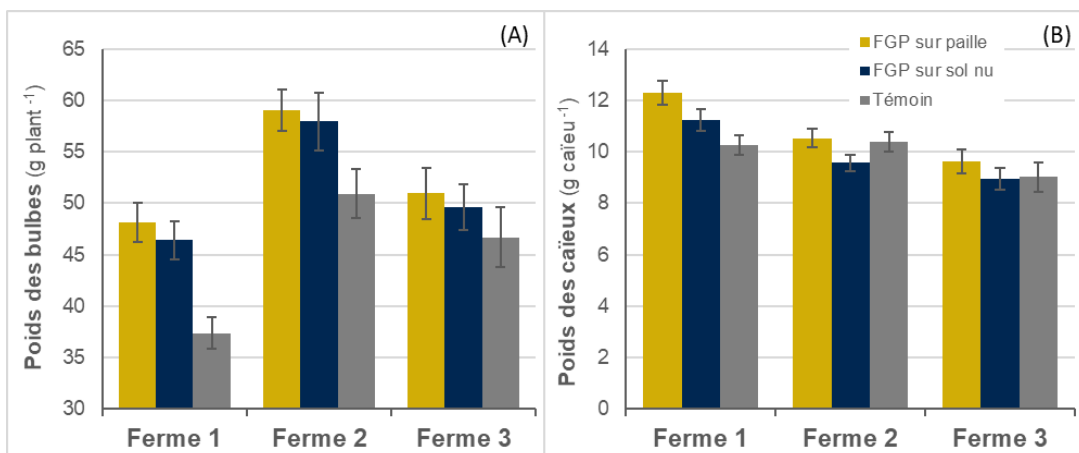 (A)
Poids des bulbes (g plant -1)
65
60
55
50
45
40
35
30
Ferme 1 Ferme 2 Ferme 3
(B)
FGP sur paille
FGP sur sol nu
Témoin
Poids des caïeux (g caïeu -1)
14
12
10
8
6
4
2
0
Ferme 1 Ferme 2 Ferme 3